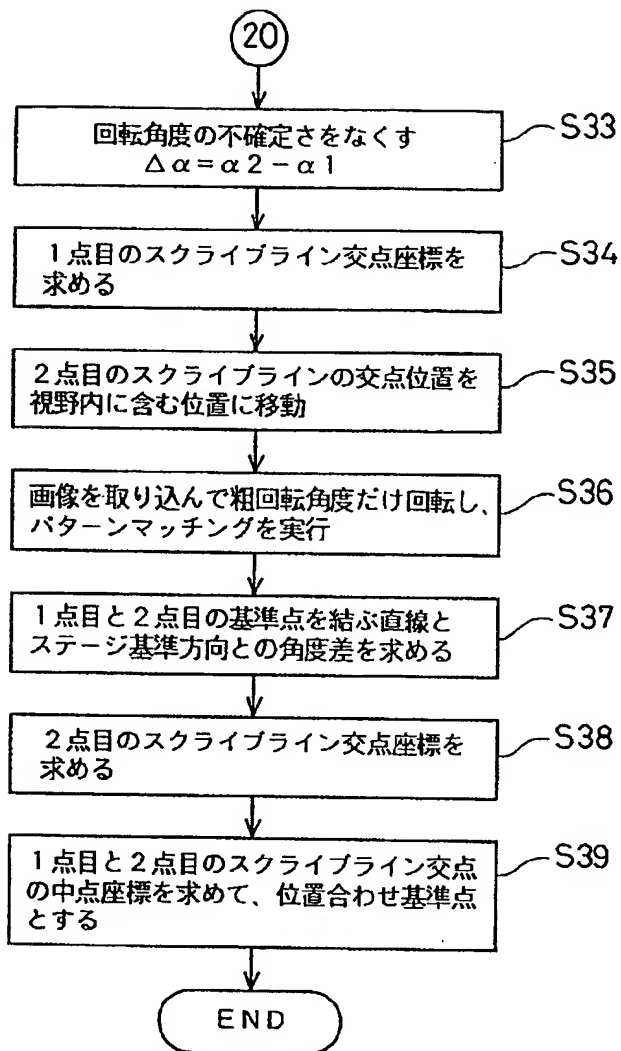 20
回転角度の不確定さをなくす
Δα=α2-α1
S33
1点目のスクライブライン交点座標を
求める
S34
2点目のスクライブラインの交点位置を
視野内に含む位置に移動
S35
画像を取り込んで粗回転角度だけ回転し、
パターンマッチングを実行
S36
1点目と2点目の基準点を結ぶ直線と
ステージ基準方向との角度差を求める
S37
2点目のスクライブライン交点座標を
求める
S38
1点目と2点目のスクライブライン交点
の中点座標を求めて、位置合わせ基準点
とする
S39
END